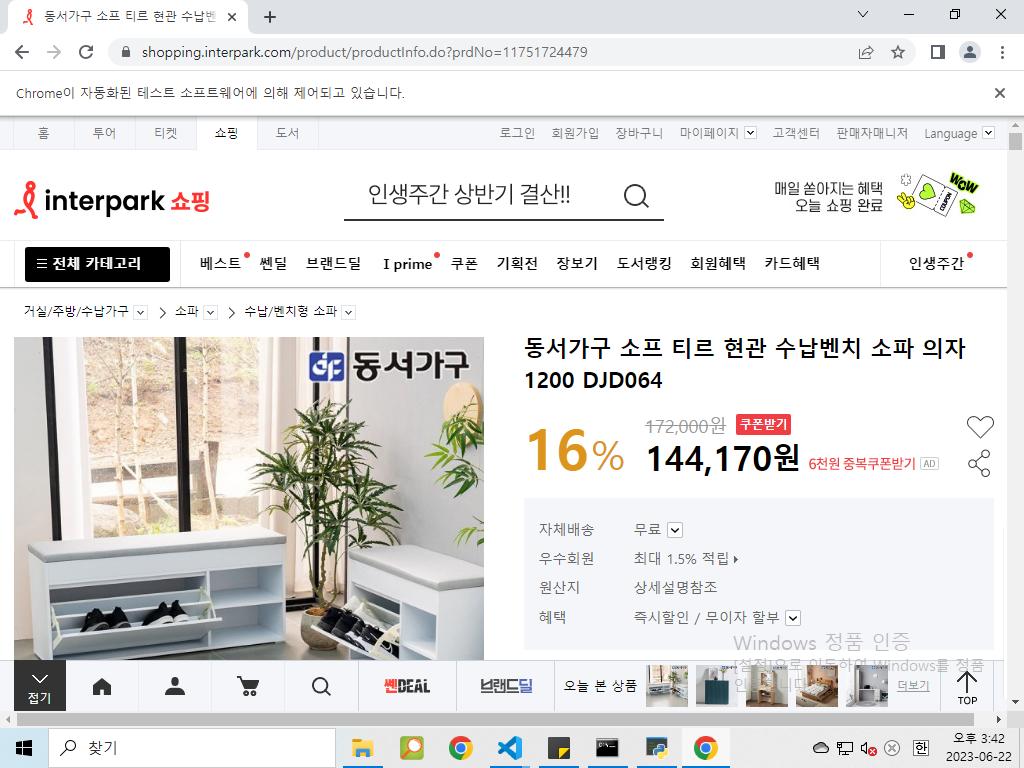 동서가구 소프 티르 현관 수납벤
shopping.interpark.com/product/productInfo.do?prdNo=11751724479
Chrome이 자동화된 테스트 소프트웨어에 의해 제어되고 있습니다.
홈 투어 티켓 쇼핑 도서 로그인 회원가입 장바구니 마이페이지 고객센터 판매자매니저 Language
interpark 쇼핑
인생주간 상반기 결산!!
매일 쏟아지는 혜택
오늘 쇼핑 완료
WOW
COUPON
전체 카테고리 베스트 쎈딜 브랜드딜 I prime 쿠폰 기획전 장보기 도서랭킹 회원혜택 카드혜택 인생주간
거실/주방/수납가구 소파 수납/벤치형 소파
동서가구
동서가구 소프 티르 현관 수납벤치 소파 의자
1200 DJD064
16% 172,000원 쿠폰받기
144,170원 6천원 중복쿠폰받기 AD
자체배송 무료
우수회원 최대 1.5% 적립
원산지 상세설명참조
혜택 즉시할인 / 무이자 할부
Windows 정품 인증
[설정]으로 이동하여 Windows를 정품
인증합니다.
접기 쎈DEAL 브랜드딜 오늘 본 상품 더보기 TOP
찾기
한
오후 3:42
2023-06-22